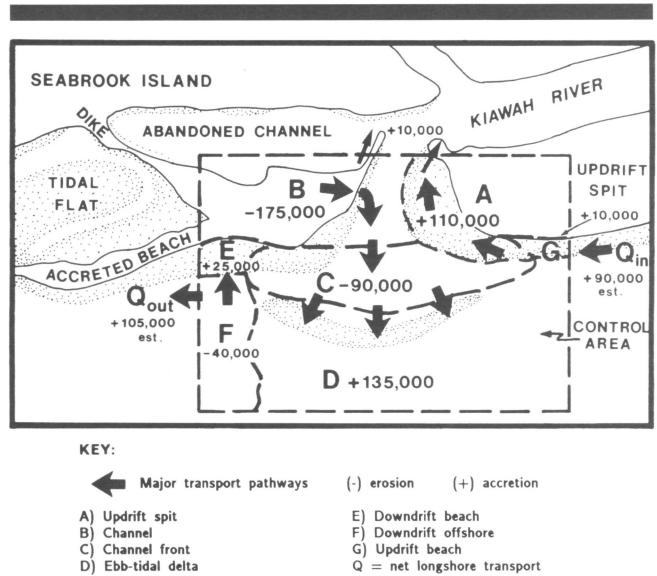 SEABROOK ISLAND
KIAWAH RIVER
DIKE
ABANDONED CHANNEL
+10,000
TIDAL
FLAT
B
-175,000
A
+110,000
UPDRIFT
SPIT
+10,000
ACCRETED BEACH
E
+25,000
G
Qin
+90,000
est.
C -90,000
Qout
+105,000
est.
F
-40,000
CONTROL
AREA
D +135,000
KEY:
Major transport pathways (-) erosion (+) accretion
A) Updrift spit
B) Channel
C) Channel front
D) Ebb-tidal delta
E) Downdrift beach
F) Downdrift offshore
G) Updrift beach
Q = net longshore transport